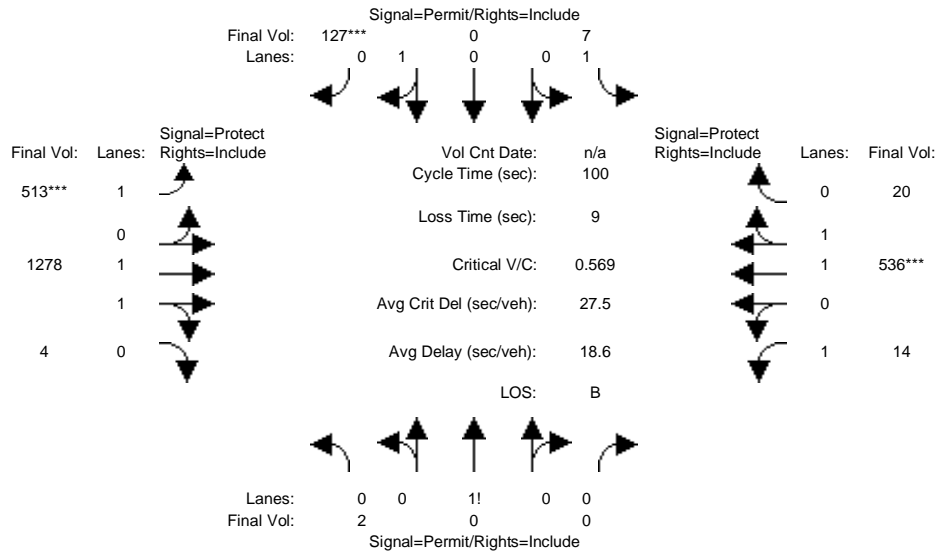 Signal=Permit/Rights=Include
Final Vol: 127*** 0 7
Lanes: 0 1 0 0 1
Signal=Protect
Final Vol: Lanes: Rights=Include
Vol Cnt Date: n/a
Signal=Protect
Rights=Include Lanes: Final Vol:
Cycle Time (sec): 100
513*** 1
0 20
Loss Time (sec): 9
0
1
1278 1
Critical V/C: 0.569
1 536***
1
Avg Crit Del (sec/veh): 27.5
0
4 0
Avg Delay (sec/veh): 18.6
1 14
LOS: B
Lanes: 0 0 1! 0 0
Final Vol: 2 0 0
Signal=Permit/Rights=Include